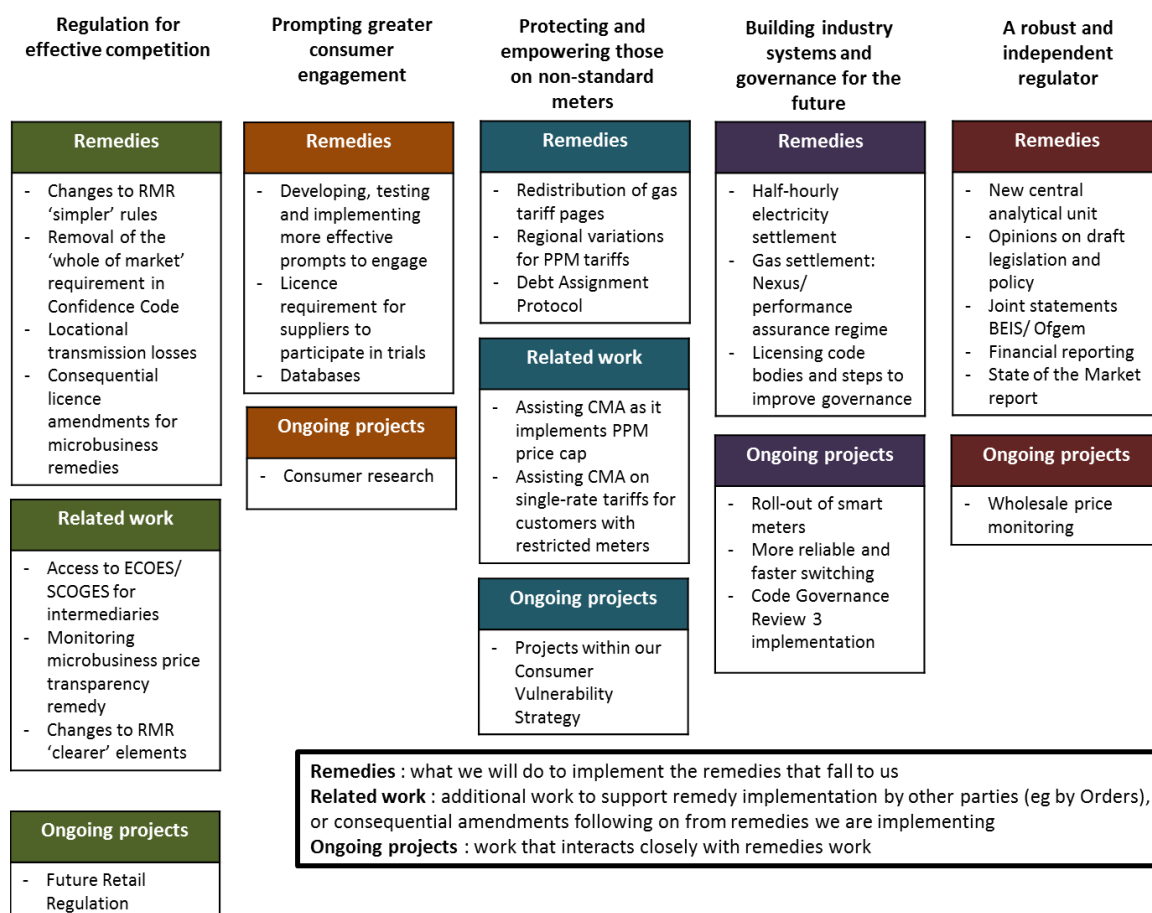 Regulation for
effective competition
Remedies
- Changes to RMR
‘simpler’ rules
- Removal of the
‘whole of market’
requirement in
Confidence Code
- Locational
transmission losses
- Consequential
licence
amendments for
microbusiness
remedies
Related work
- Access to ECOES/
SCOGES for
intermediaries
- Monitoring
microbusiness price
transparency
remedy
- Changes to RMR
‘clearer’ elements
Ongoing projects
- Future Retail
Regulation
Prompting greater
consumer
engagement
Remedies
- Developing, testing
and implementing
more effective
prompts to engage
- Licence
requirement for
suppliers to
participate in trials
- Databases
Ongoing projects
- Consumer research
Protecting and
empowering those
on non-standard
meters
Remedies
- Redistribution of gas
tariff pages
- Regional variations
for PPM tariffs
- Debt Assignment
Protocol
Related work
- Assisting CMA as it
implements PPM
price cap
- Assisting CMA on
single-rate tariffs for
customers with
restricted meters
Ongoing projects
- Projects within our
Consumer
Vulnerability
Strategy
Building industry
systems and
governance for the
future
Remedies
- Half-hourly
electricity
settlement
- Gas settlement:
Nexus/
performance
assurance regime
- Licensing code
bodies and steps to
improve governance
Ongoing projects
- Roll-out of smart
meters
- More reliable and
faster switching
- Code Governance
Review 3
implementation
A robust and
independent
regulator
Remedies
- New central
analytical unit
- Opinions on draft
legislation and
policy
- Joint statements
BEIS/ Ofgem
- Financial reporting
- State of the Market
report
Ongoing projects
- Wholesale price
monitoring
Remedies : what we will do to implement the remedies that fall to us
Related work : additional work to support remedy implementation by other parties (eg by Orders),
or consequential amendments following on from remedies we are implementing
Ongoing projects : work that interacts closely with remedies work